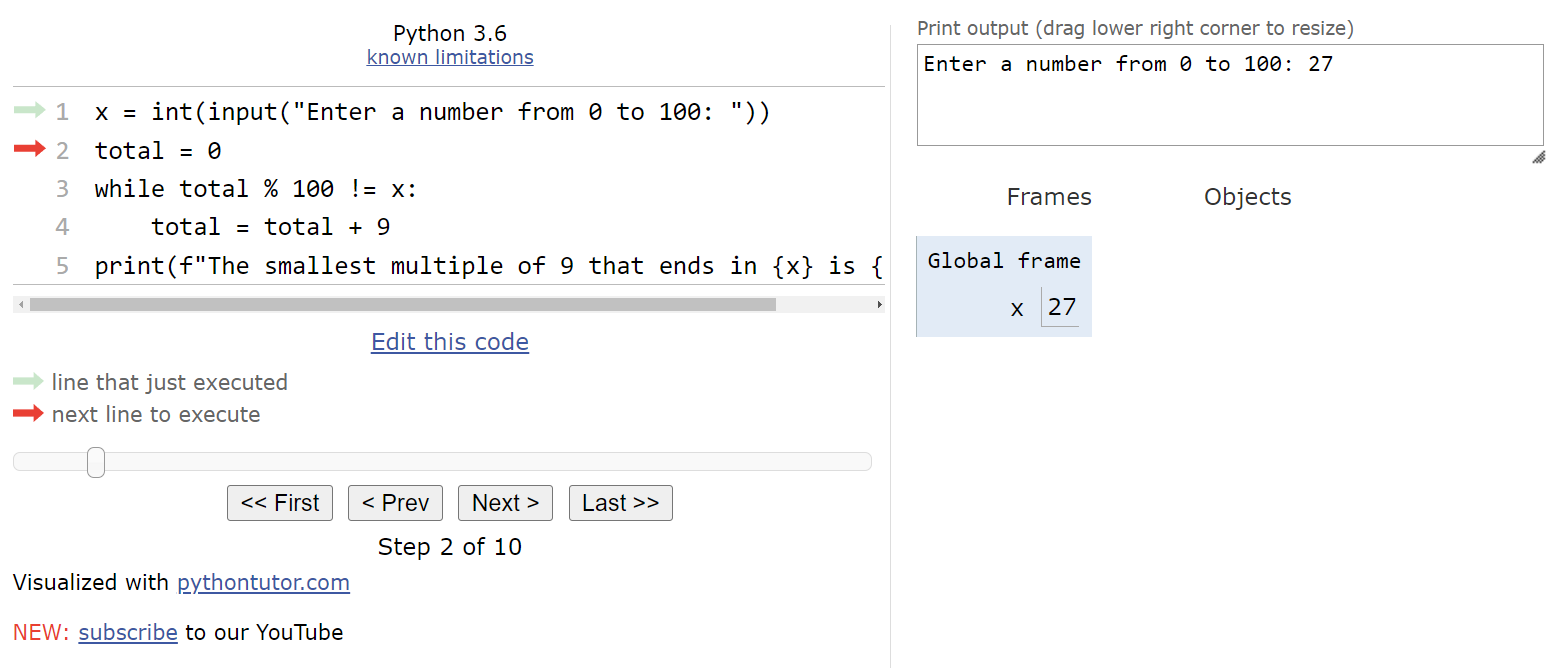 Python 3.6
known limitations
1 x = int(input("Enter a number from 0 to 100: "))
2 total = 0
3 while total % 100 != x:
4     total = total + 9
5 print(f"The smallest multiple of 9 that ends in {x} is {
Edit this code
line that just executed
next line to execute
<< First < Prev Next > Last >>
Step 2 of 10
Visualized with pythontutor.com
NEW: subscribe to our YouTube
Print output (drag lower right corner to resize)
Enter a number from 0 to 100: 27
Frames Objects
Global frame
x 27